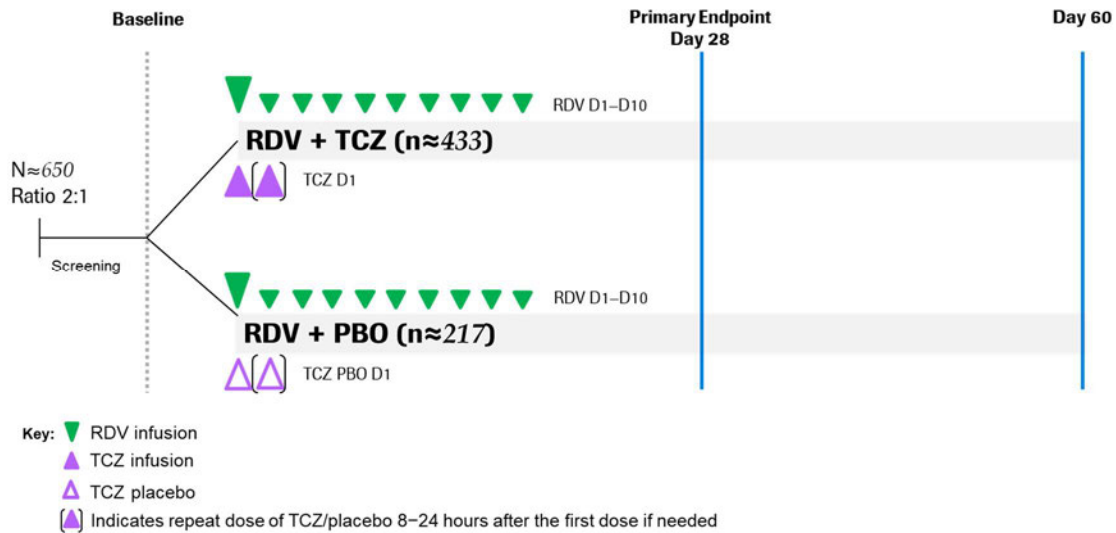 Baseline
Primary Endpoint
Day 28
Day 60
RDV D1–D10
RDV + TCZ (n≈433)
TCZ D1
N≈650
Ratio 2:1
Screening
RDV D1–D10
RDV + PBO (n≈217)
TCZ PBO D1
Key:
RDV infusion
TCZ infusion
TCZ placebo
Indicates repeat dose of TCZ/placebo 8–24 hours after the first dose if needed